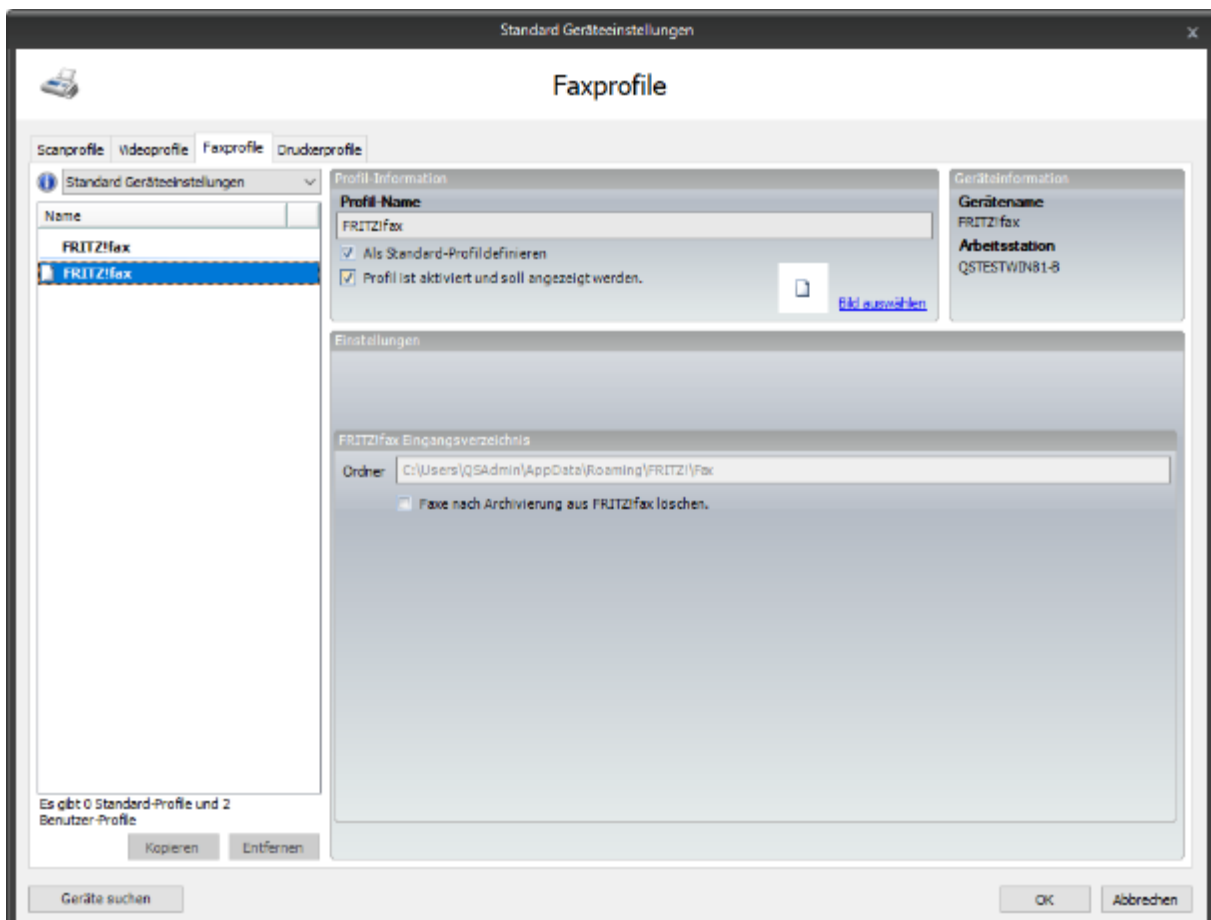 Standard Geräteeinstellungen
Faxprofile
Scanprofile Videoprofile Faxprofile Druckerprofile
Standard Geräteeinstellungen
Name
FRITZ!fax
FRITZ!fax
Es gibt 0 Standard-Profile und 2
Benutzer-Profile
Kopieren Entfernen
Profil-Information
Profil-Name
FRITZ!fax
Als Standard-Profil definieren
Profil ist aktiviert und soll angezeigt werden.
Bild auswählen
Geräteinformation
Gerätename
FRITZ!fax
Arbeitsstation
QSTESTWIN81-B
Einstellungen
FRITZ!fax Eingangsverzeichnis
Ordner C:\Users\QSAdmin\AppData\Roaming\FRITZ!\Fax
Faxe nach Archivierung aus FRITZ!fax löschen.
Geräte suchen OK Abbrechen